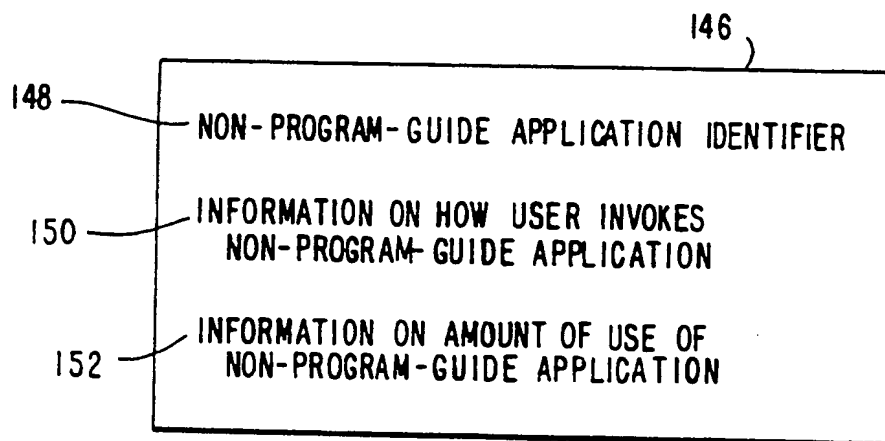 146
148
NON-PROGRAM-GUIDE APPLICATION IDENTIFIER
150
INFORMATION ON HOW USER INVOKES
NON-PROGRAM-GUIDE APPLICATION
152
INFORMATION ON AMOUNT OF USE OF
NON-PROGRAM-GUIDE APPLICATION